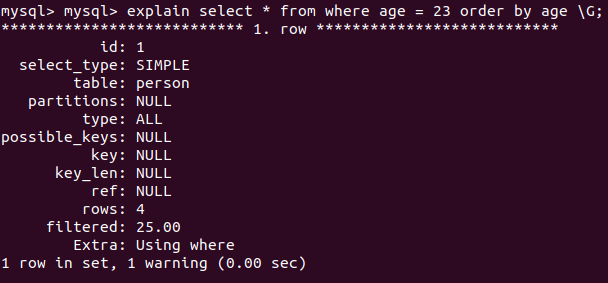 mysql> mysql> explain select * from where age = 23 order by age \G;
*************************** 1. row ***************************
id: 1
select_type: SIMPLE
table: person
partitions: NULL
type: ALL
possible_keys: NULL
key: NULL
key_len: NULL
ref: NULL
rows: 4
filtered: 25.00
Extra: Using where
1 row in set, 1 warning (0.00 sec)